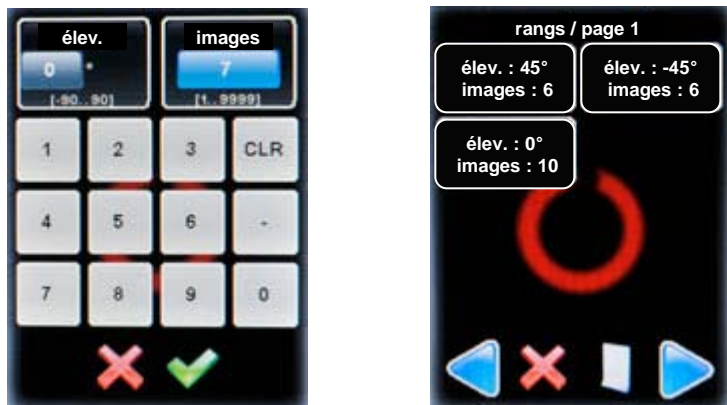 élev.
images
0 °
7
[-90..90]
[1..9999]
1
2
3
CLR
4
5
6
-
7
8
9
0
rangs / page 1
élev. : 45°
images : 6
élev. : -45°
images : 6
élev. : 0°
images : 10